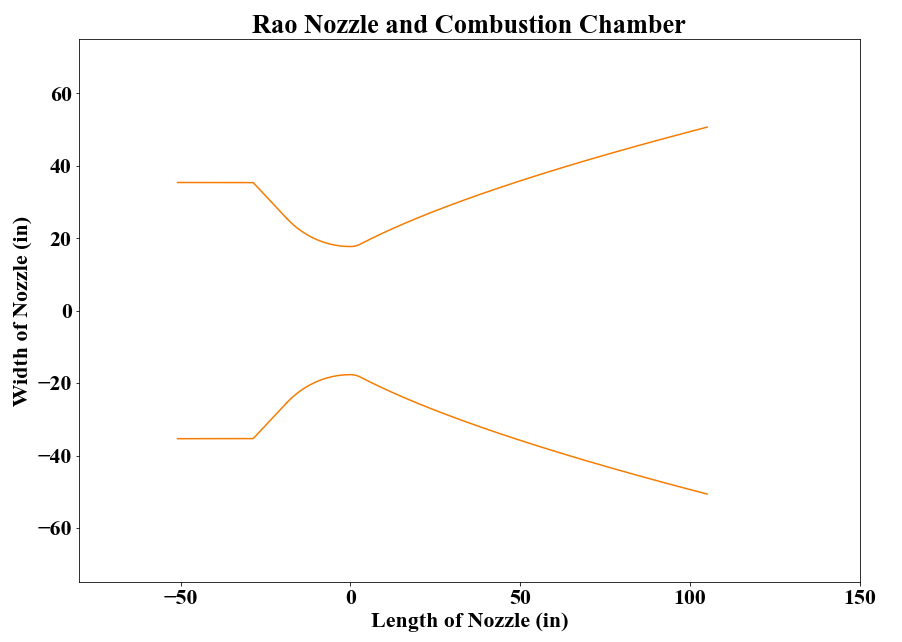 Rao Nozzle and Combustion Chamber
60
40
20
0
−20
−40
−60
Width of Nozzle (in)
−50 0 50 100 150
Length of Nozzle (in)